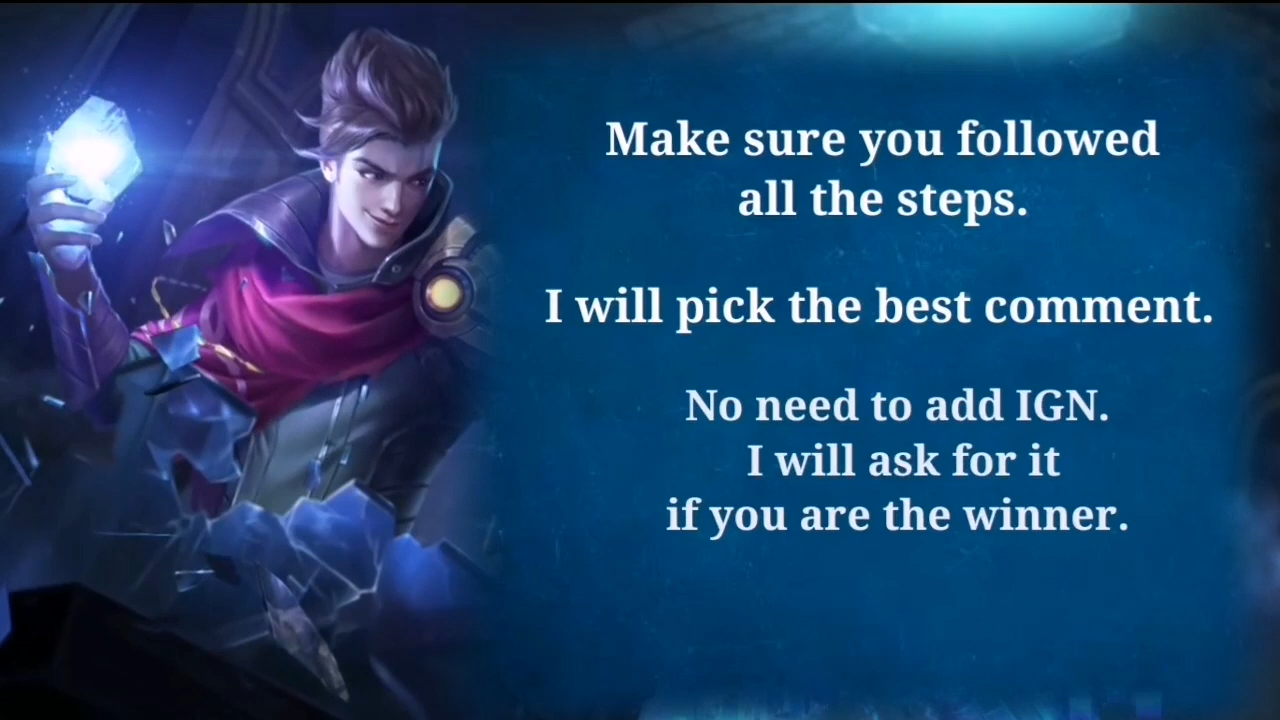 Make sure you followed
all the steps.
I will pick the best comment.
No need to add IGN.
I will ask for it
if you are the winner.